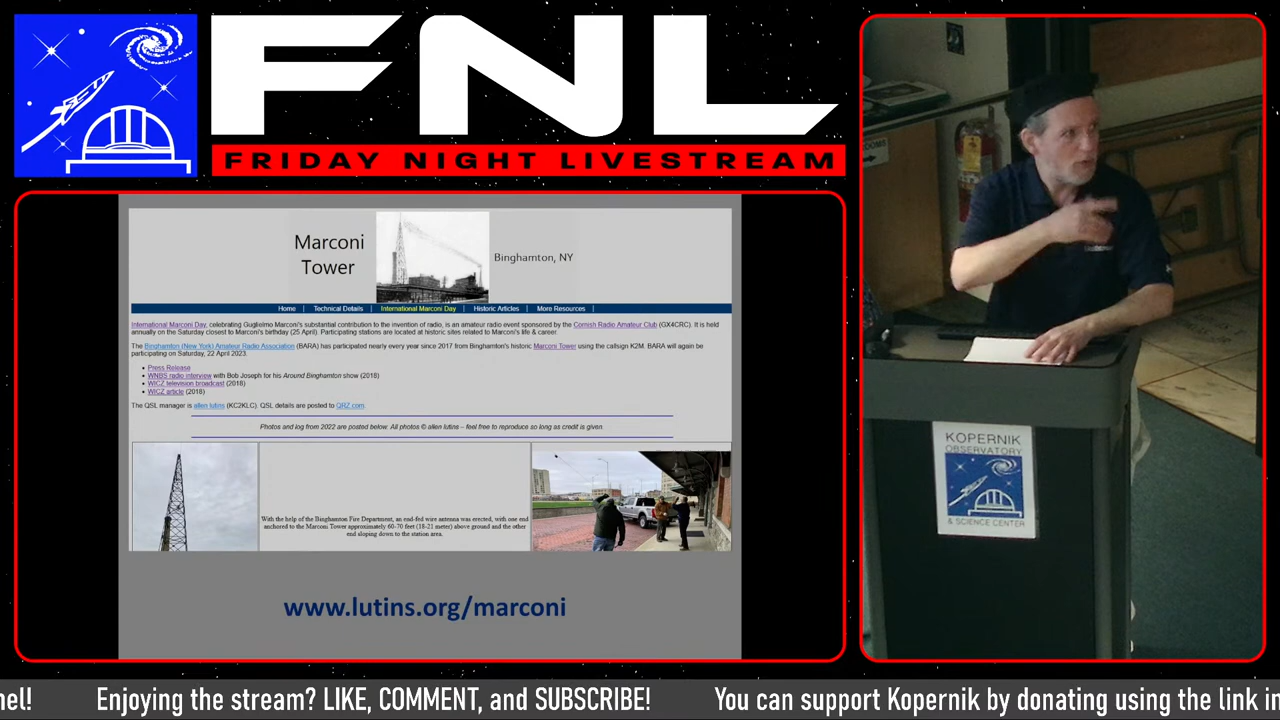 FNL
FRIDAY NIGHT LIVESTREAM
Marconi
Tower
Binghamton, NY
Home | Technical Details | International Marconi Day | Historic Articles | More Resources |
International Marconi Day, celebrating Guglielmo Marconi's substantial contribution to the invention of radio, is an amateur radio event sponsored by the Cornish Radio Amateur Club (GX4CRC). It is held
annually on the Saturday closest to Marconi's birthday (25 April). Participating stations are located at historic sites related to Marconi's life & career.
The Binghamton (New York) Amateur Radio Association (BARA) has participated nearly every year since 2017 from Binghamton's historic Marconi Tower using the callsign K2M. BARA will again be
participating on Saturday, 22 April 2023.
• Press Release
• WNBS radio interview with Bob Joseph for his Around Binghamton show (2018)
• WICZ television broadcast (2018)
• WICZ article (2018)
The QSL manager is allen lutins (KC2KLC). QSL details are posted to QRZ.com.
Photos and log from 2022 are posted below. All photos © allen lutins – feel free to reproduce so long as credit is given
With the help of the Binghamton Fire Department, an end-fed wire antenna was erected, with one end
anchored to the Marconi Tower approximately 60-70 feet (18-21 meter) above ground and the other
end sloping down to the station area.
www.lutins.org/marconi
KOPERNIK
OBSERVATORY
& SCIENCE CENTER
nel! Enjoying the stream? LIKE, COMMENT, and SUBSCRIBE! You can support Kopernik by donating using the link in